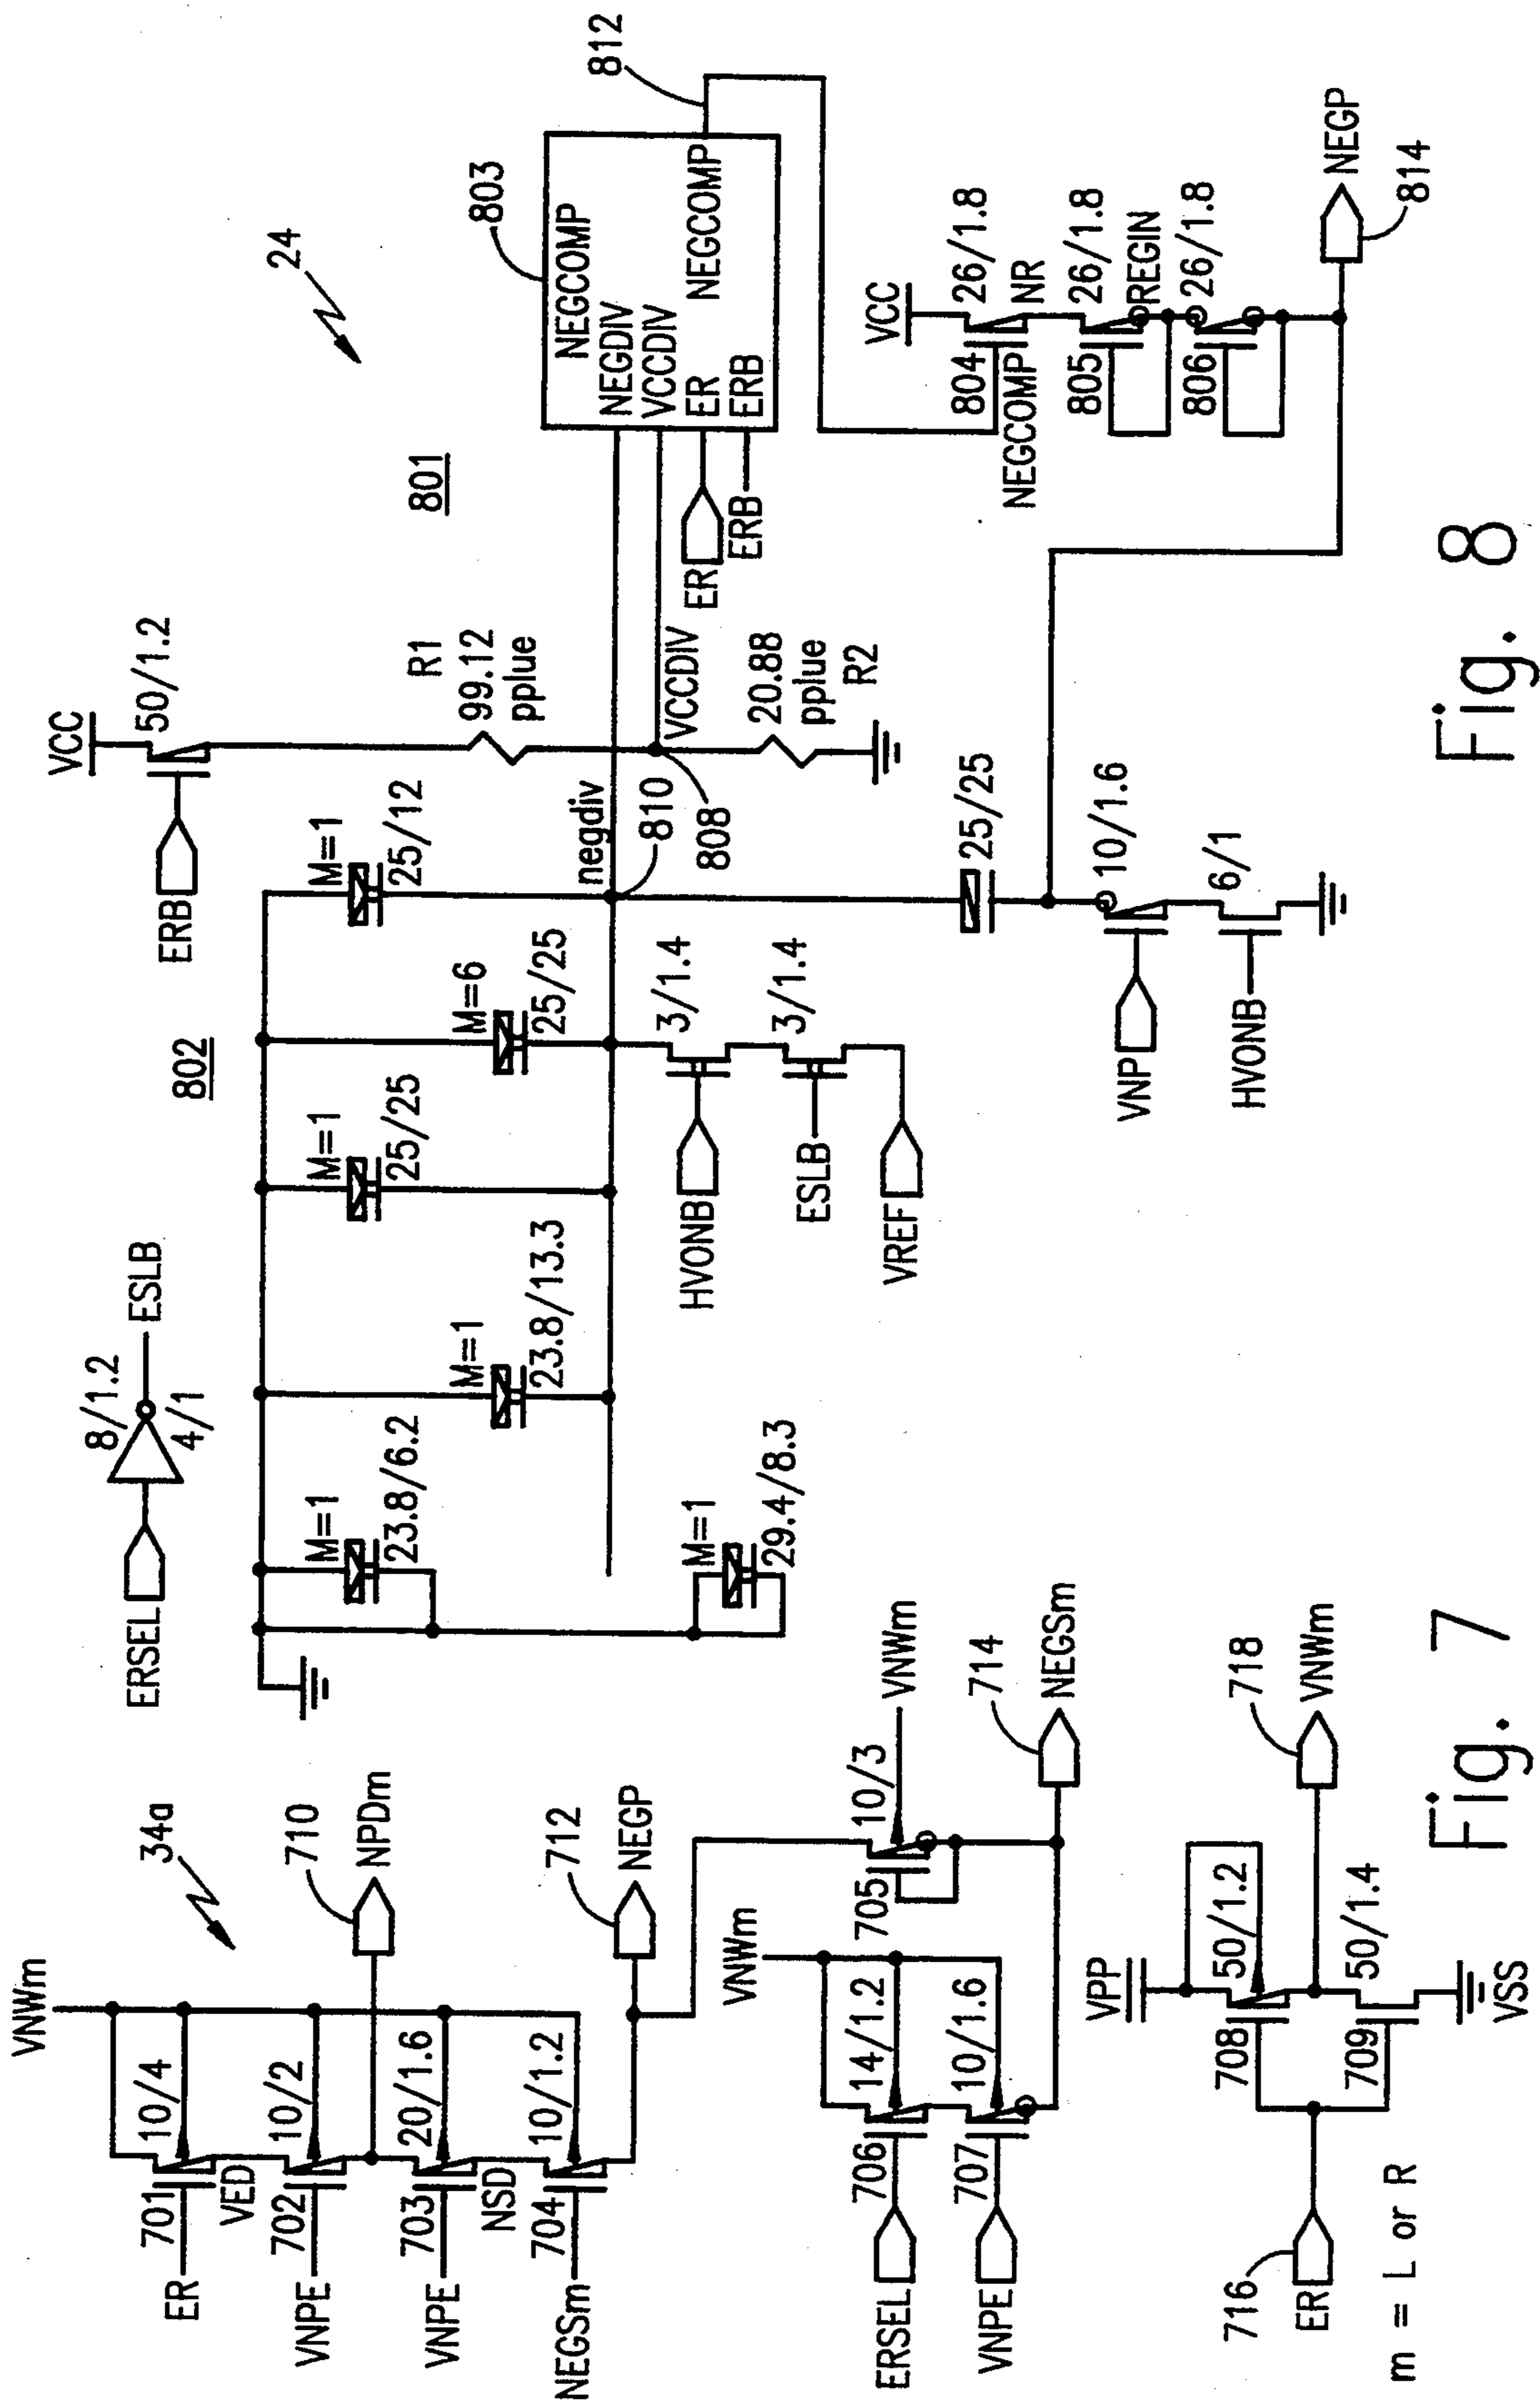 24
812
VCC
50/1.2
ERB
R1
99.12
pplue
801
803
NEGCOMP
NEGDIV
VCCDIV
ER
ERB
NEGCOMP
ER
ERB
VCCDIV
20.88
pplue
R2
negdiv
810
808
802
M=1
25/12
M=6
25/25
M=1
25/25
M=1
23.8/13.3
M=1
23.8/6.2
M=1
29.4/8.3
ERSEL
8/1.2
4/1
ESLB
HVONB
3/1.4
ESLB
3/1.4
VREF
25/25
VNP
10/1.6
HVONB
6/1
VCC
804
26/1.8
NR
NEGCOMP
805
26/1.8
REGIN
806
26/1.8
NEGP
814
Fig. 8
34a
VNWm
ER
701
10/4
VED
VNPE
702
10/2
710
NPDm
VNPE
703
20/1.6
NSD
NEGSm
704
10/1.2
712
NEGP
VNWm
705
10/3
VNWm
ERSEL
706
14/1.2
VNPE
707
10/1.6
714
NEGSm
VPP
708
50/1.2
716
ER
718
VNWm
709
50/1.4
VSS
m = L or R
Fig. 7